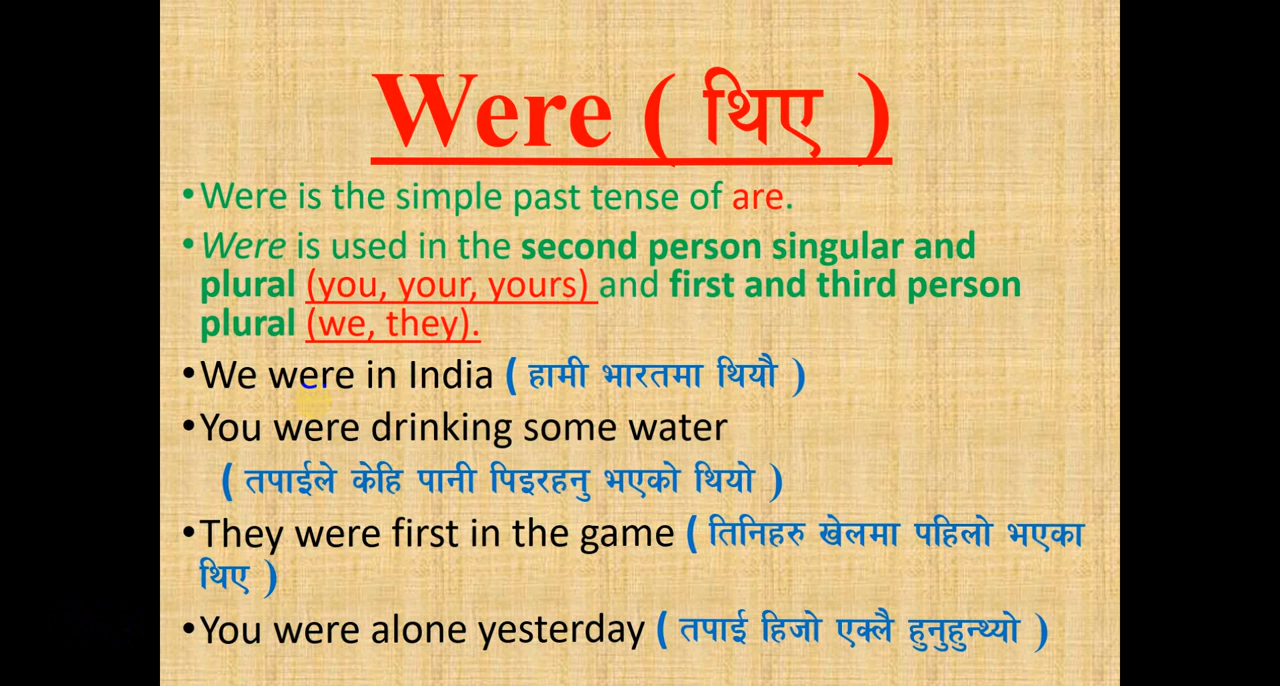 Were ( थिए )
•Were is the simple past tense of are.
•Were is used in the second person singular and
plural (you, your, yours) and first and third person
plural (we, they).
•We were in India ( हामी भारतमा थियौ )
•You were drinking some water
( तपाईले केहि पानी पिइरहनु भएको थियो )
•They were first in the game ( तिनिहरु खेलमा पहिलो भएका
थिए )
•You were alone yesterday ( तपाई हिजो एक्लै हुनुहुन्थ्यो )